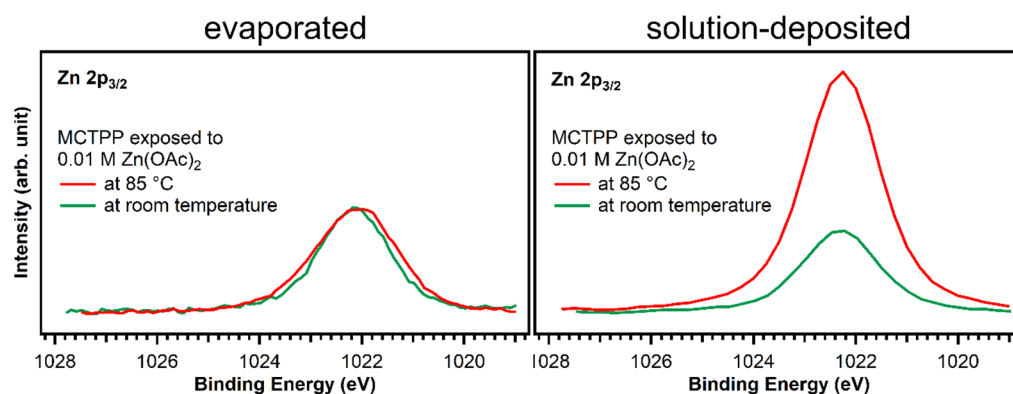 evaporated
Zn 2p3/2
MCTPP exposed to
0.01 M Zn(OAc)2
at 85 °C
at room temperature
Intensity (arb. unit)
1028 1026 1024 1022 1020
Binding Energy (eV)
solution-deposited
Zn 2p3/2
MCTPP exposed to
0.01 M Zn(OAc)2
at 85 °C
at room temperature
1028 1026 1024 1022 1020
Binding Energy (eV)